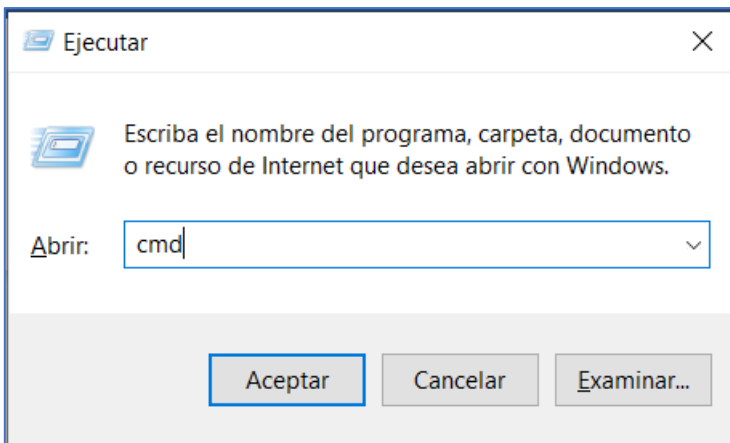 Ejecutar
Escriba el nombre del programa, carpeta, documento
o recurso de Internet que desea abrir con Windows.
Abrir: cmd
Aceptar Cancelar Examinar...